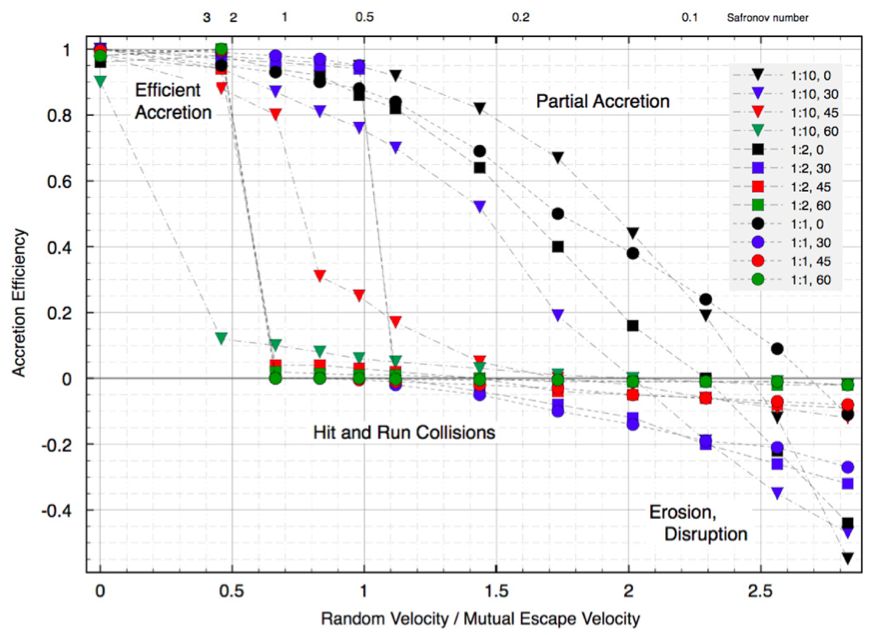 3 2 1 0.5 0.2 0.1 Safronov number
1
Efficient
Accretion
Partial Accretion
1:10, 0
1:10, 30
1:10, 45
1:10, 60
1:2, 0
1:2, 30
1:2, 45
1:2, 60
1:1, 0
1:1, 30
1:1, 45
1:1, 60
0.8
0.6
0.4
0.2
0
-0.2
-0.4
Accretion Efficiency
Hit and Run Collisions
Erosion,
Disruption
0 0.5 1 1.5 2 2.5
Random Velocity / Mutual Escape Velocity